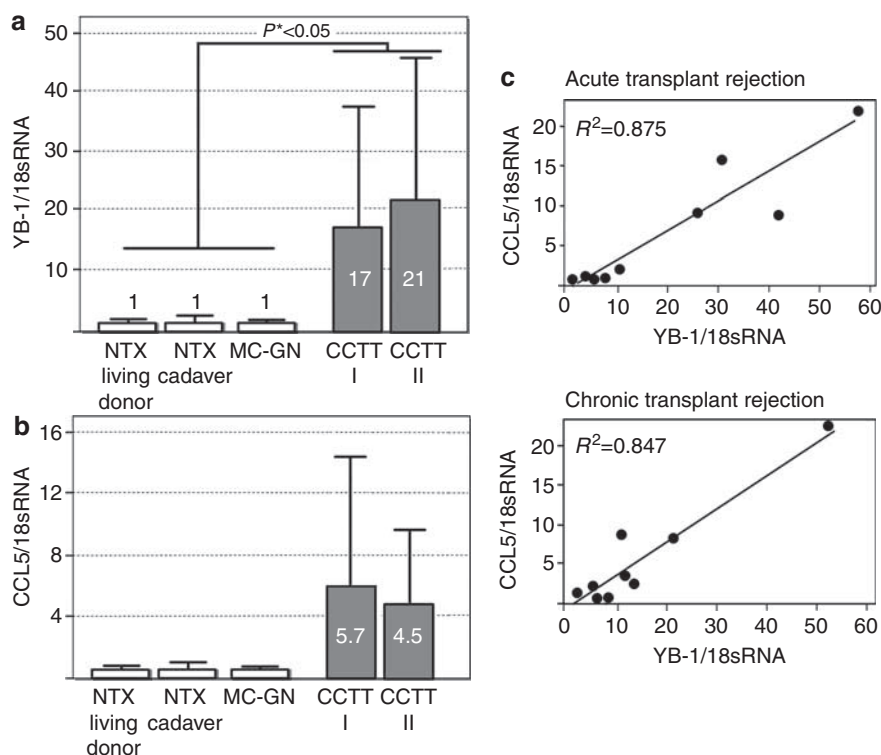 a
P*<0.05
YB-1/18sRNA
50
40
30
20
10
1
1
1
17
21
NTX living donor
NTX cadaver
MC-GN
CCTT I
CCTT II
b
CCL5/18sRNA
16
12
8
4
5.7
4.5
NTX living donor
NTX cadaver
MC-GN
CCTT I
CCTT II
c
Acute transplant rejection
R²=0.875
CCL5/18sRNA
20
15
10
5
0 10 20 30 40 50 60
YB-1/18sRNA
Chronic transplant rejection
R²=0.847
CCL5/18sRNA
20
15
10
5
0 10 20 30 40 50 60
YB-1/18sRNA